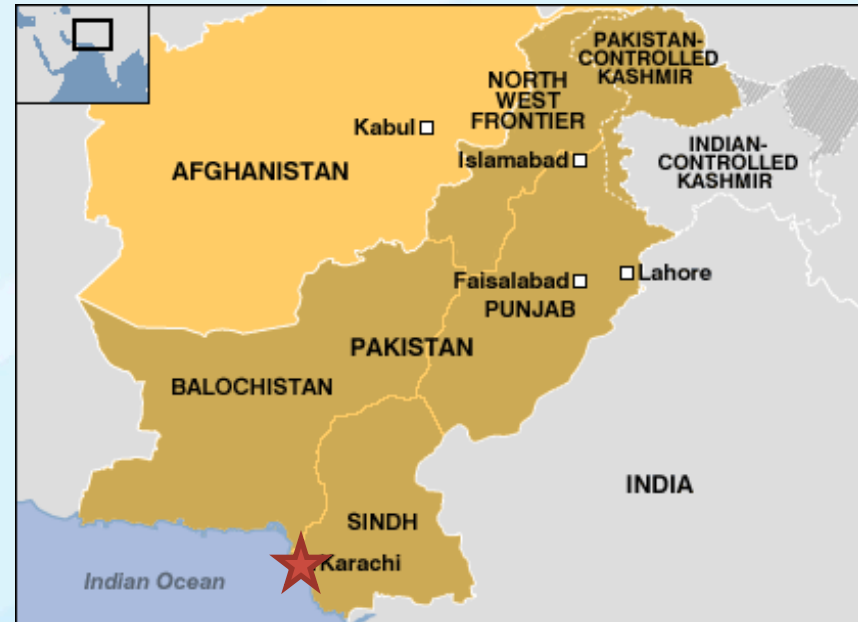 PAKISTAN-
CONTROLLED
KASHMIR
NORTH
WEST
FRONTIER
Kabul
INDIAN-
CONTROLLED
KASHMIR
Islamabad
AFGHANISTAN
Lahore
Faisalabad
PUNJAB
PAKISTAN
BALOCHISTAN
INDIA
SINDH
Karachi
Indian Ocean